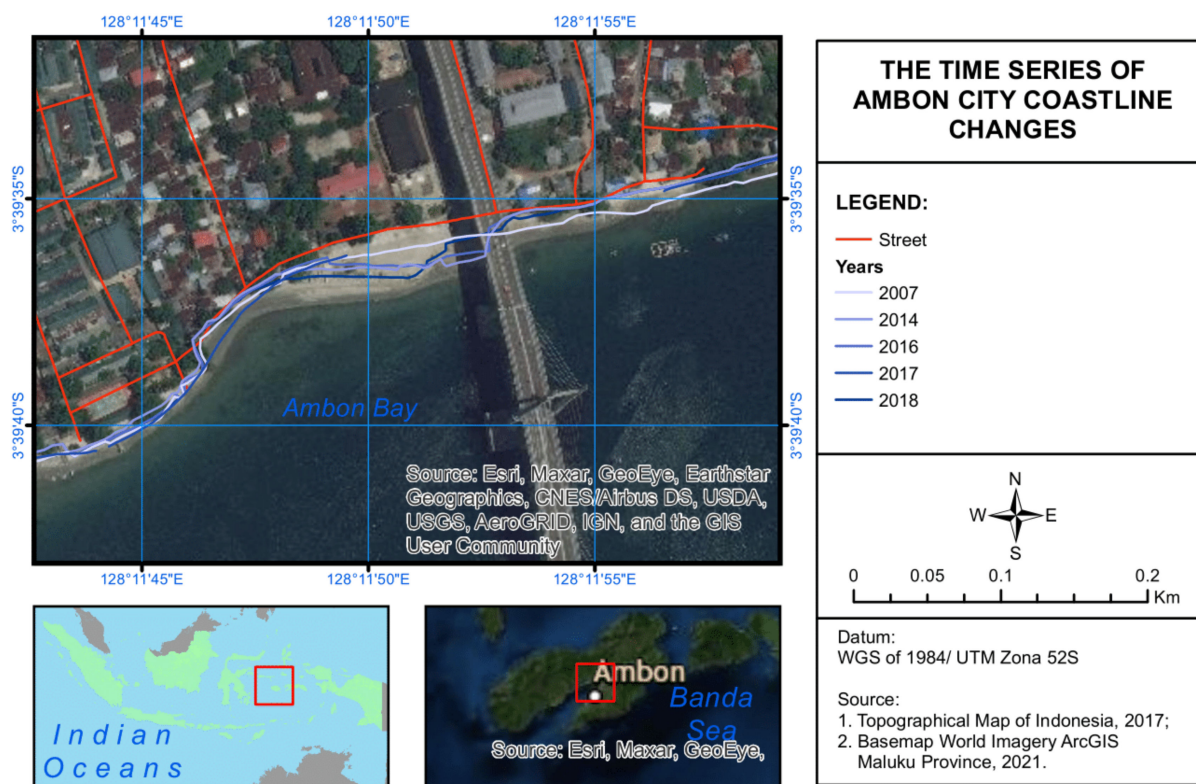 128°11'45"E
128°11'50"E
128°11'55"E
3°39'35"S
3°39'35"S
3°39'40"S
3°39'40"S
Ambon Bay
Source: Esri, Maxar, GeoEye, Earthstar
Geographics, CNES/Airbus DS, USDA,
USGS, AeroGRID, IGN, and the GIS
User Community
128°11'45"E
128°11'50"E
128°11'55"E
Indian
Oceans
Ambon
Banda
Sea
Source: Esri, Maxar, GeoEye,
THE TIME SERIES OF
AMBON CITY COASTLINE
CHANGES
LEGEND:
Street
Years
2007
2014
2016
2017
2018
N
W E
S
0 0.05 0.1 0.2
Km
Datum:
WGS of 1984/ UTM Zona 52S
Source:
1. Topographical Map of Indonesia, 2017;
2. Basemap World Imagery ArcGIS
Maluku Province, 2021.